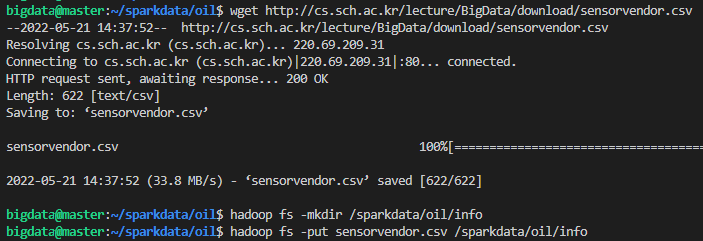 bigdata@master:~/sparkdata/oil$ wget http://cs.sch.ac.kr/lecture/BigData/download/sensorvendor.csv
--2022-05-21 14:37:52--  http://cs.sch.ac.kr/lecture/BigData/download/sensorvendor.csv
Resolving cs.sch.ac.kr (cs.sch.ac.kr)... 220.69.209.31
Connecting to cs.sch.ac.kr (cs.sch.ac.kr)|220.69.209.31|:80... connected.
HTTP request sent, awaiting response... 200 OK
Length: 622 [text/csv]
Saving to: ‘sensorvendor.csv’
sensorvendor.csv 100%[===================================
2022-05-21 14:37:52 (33.8 MB/s) - ‘sensorvendor.csv’ saved [622/622]
bigdata@master:~/sparkdata/oil$ hadoop fs -mkdir /sparkdata/oil/info
bigdata@master:~/sparkdata/oil$ hadoop fs -put sensorvendor.csv /sparkdata/oil/info